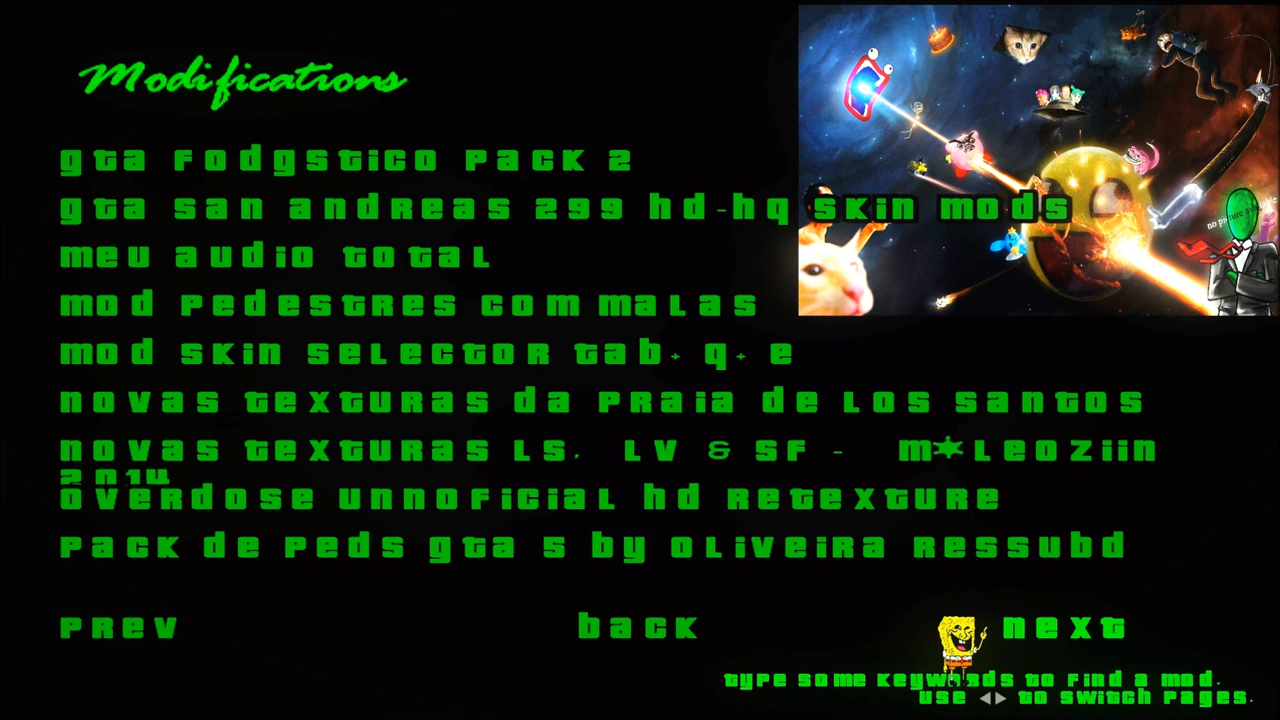 Modifications
gta fodgstico pack 2
gta san andreas 299 hd-hq skin mods
no picture available
meu audio total
mod pedestres com malas
mod skin selector tab+ q+ e
novas texturas da praia de los santos
novas texturas LS, LV & SF - m★leoziin
2014
overdose unnoficial hd retexture
pack de peds gta 5 by oliveira ressubd
prev back next
type some keywords to find a mod.
use ◀▶ to switch pages.